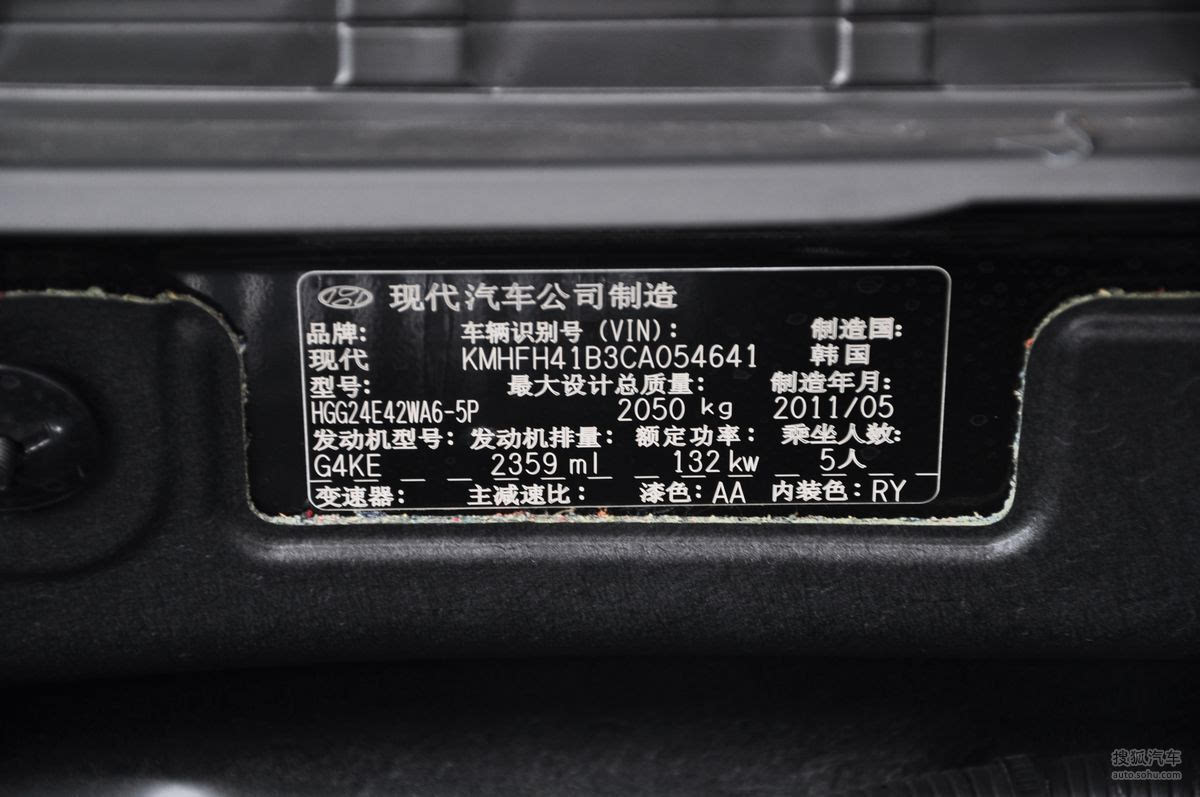 现代汽车公司制造
品牌: 车辆识别号 (VIN): 制造国:
现代 KMHFH41B3CA054641 韩国
型号: 最大设计总质量: 制造年月:
HGG24E42WA6-5P 2050 kg 2011/05
发动机型号: 发动机排量: 额定功率: 乘坐人数:
G4KE 2359 ml 132 kw 5人
变速器: 主减速比: 漆色: AA 内装色: RY
搜狐汽车
auto.sohu.com